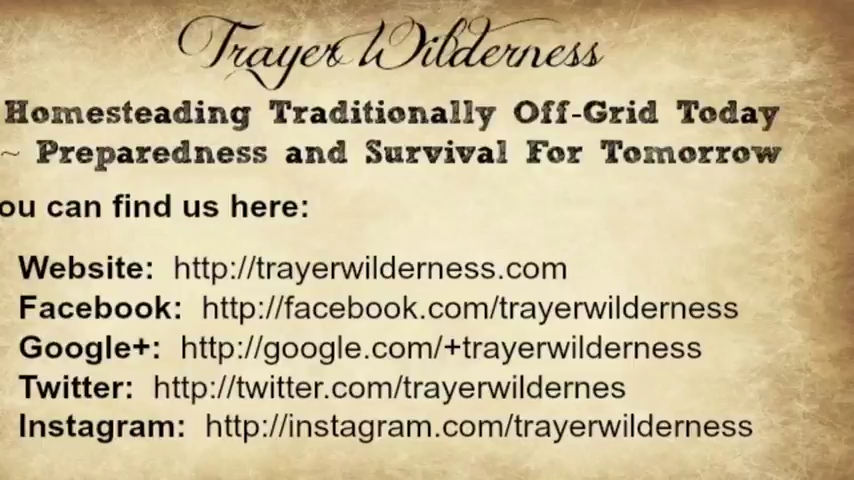 Trayer Wilderness
Homesteading Traditionally Off-Grid Today
~ Preparedness and Survival For Tomorrow
ou can find us here:
Website: http://trayerwilderness.com
Facebook: http://facebook.com/trayerwilderness
Google+: http://google.com/+trayerwilderness
Twitter: http://twitter.com/trayerwildernes
Instagram: http://instagram.com/trayerwilderness